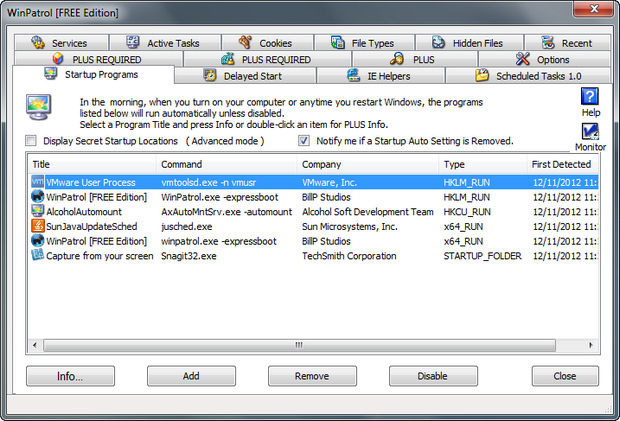 WinPatrol [FREE Edition]
Services Active Tasks Cookies File Types Hidden Files Recent
PLUS REQUIRED PLUS REQUIRED PLUS Options
Startup Programs Delayed Start IE Helpers Scheduled Tasks 1.0
In the morning, when you turn on your computer or anytime you restart Windows, the programs
listed below will run automatically unless disabled.
Select a Program Title and press Info or double-click an item for PLUS Info.
Help
Display Secret Startup Locations ( Advanced mode ) Notify me if a Startup Auto Setting is Removed.
Monitor
Title Command Company Type First Detected
vm VMware User Process vmtoolsd.exe -n vmusr VMware, Inc. HKLM_RUN 12/11/2012 11:
WinPatrol [FREE Edition] WinPatrol.exe -expressboot BillP Studios HKLM_RUN 12/11/2012 11:
AlcoholAutomount AxAutoMntSrv.exe -automount Alcohol Soft Development Team HKCU_RUN 12/11/2012 11:
SunJavaUpdateSched jusched.exe Sun Microsystems, Inc. x64_RUN 12/11/2012 11:
WinPatrol [FREE Edition] winpatrol.exe -expressboot BillP Studios x64_RUN 12/11/2012 11:
Capture from your screen Snagit32.exe TechSmith Corporation STARTUP_FOLDER 12/11/2012 11:
Info... Add Remove Disable Close